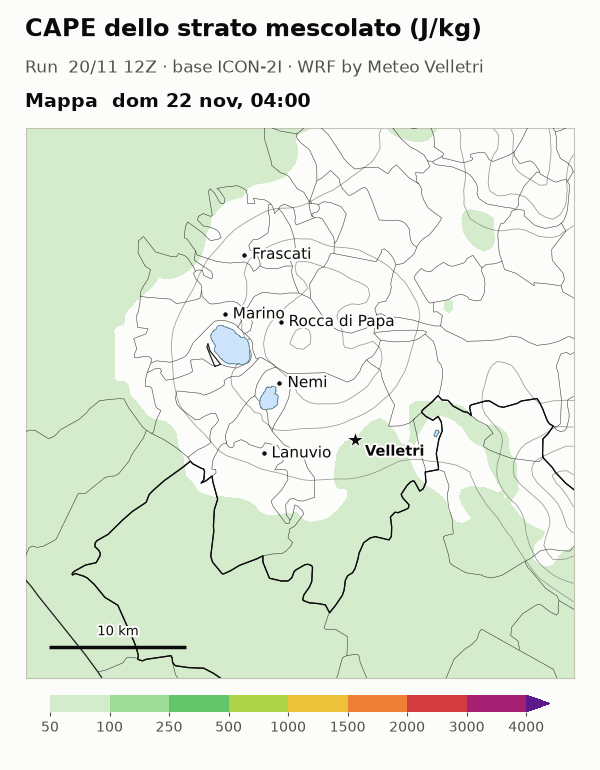 CAPE dello strato mescolato (J/kg)
Run  20/11 12Z · base ICON-2I · WRF by Meteo Velletri
Mappa  dom 22 nov, 04:00
Frascati
Marino
Rocca di Papa
Nemi
Velletri
Lanuvio
10 km
50 100 250 500 1000 1500 2000 3000 4000